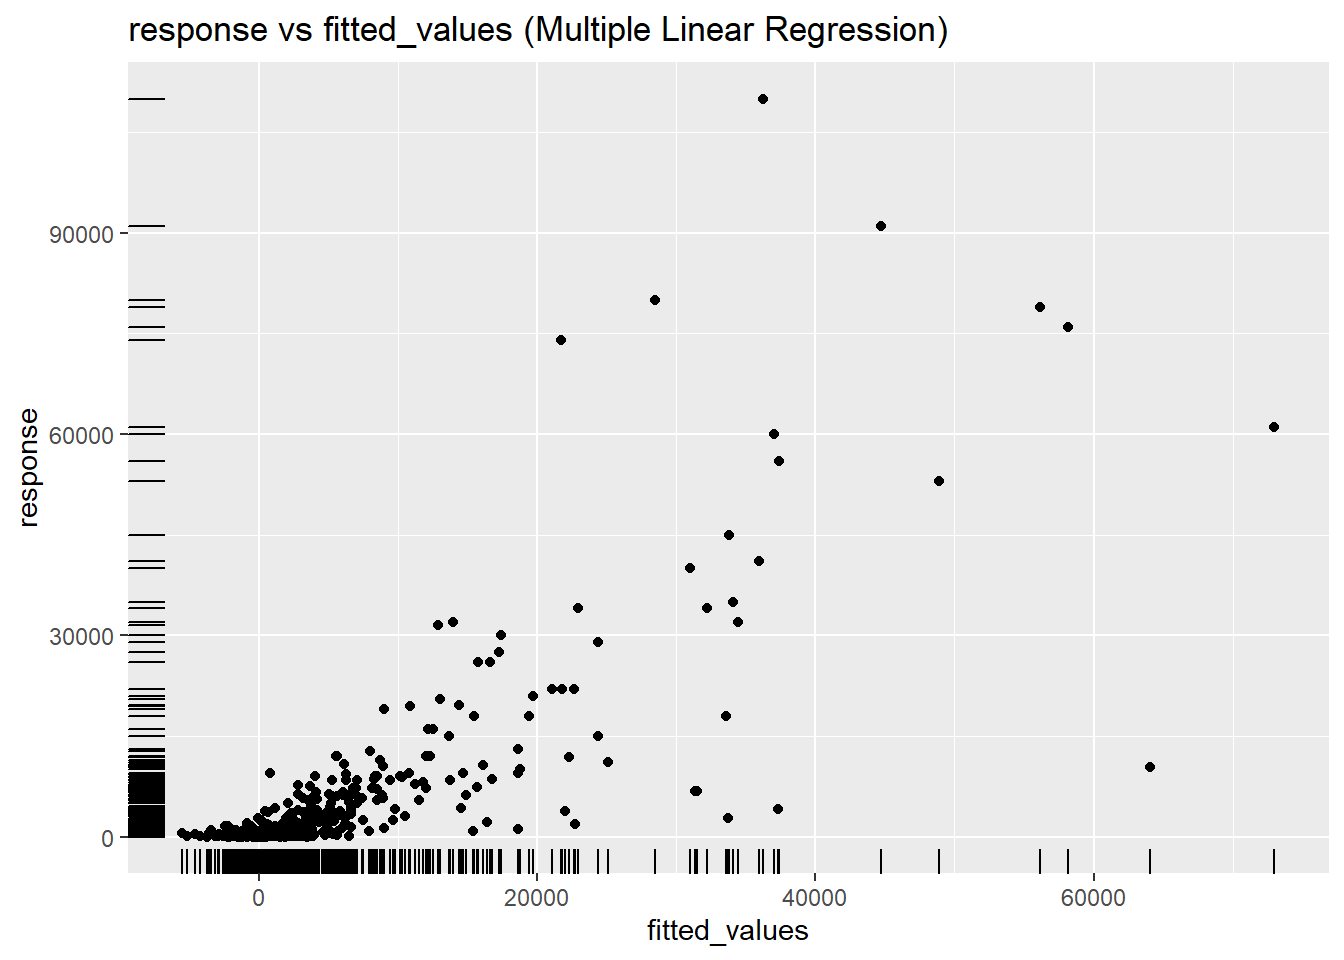 response vs fitted_values (Multiple Linear Regression)
response
90000
60000
30000
0
0 20000 40000 60000
fitted_values